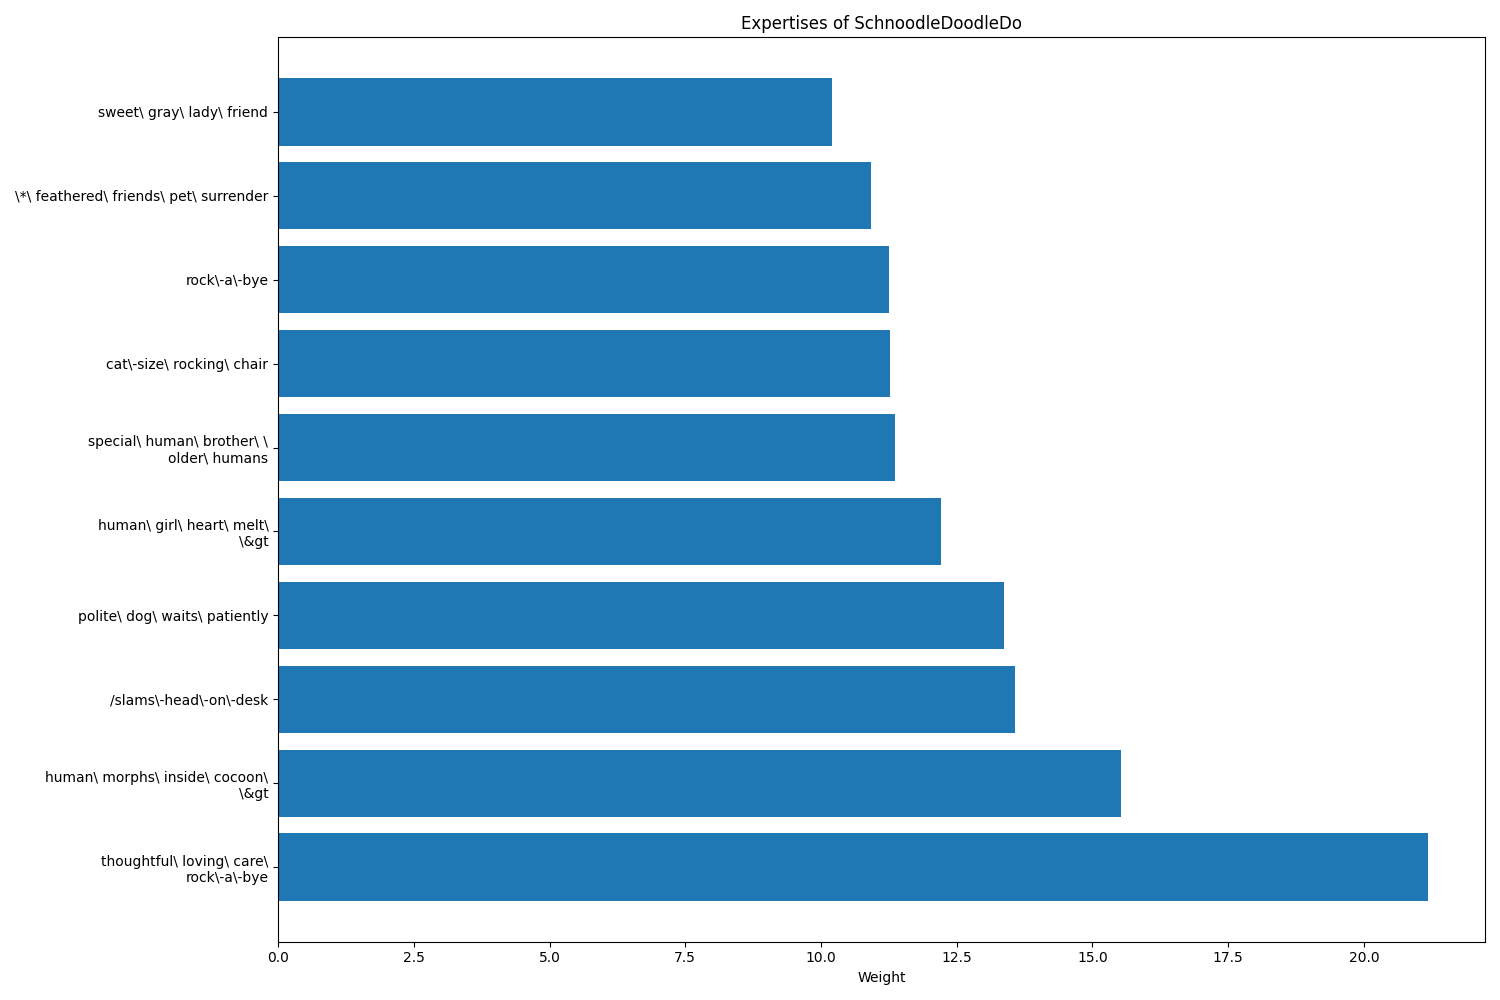 Expertises of SchnoodleDoodleDo
sweet\ gray\ lady\ friend
\*\ feathered\ friends\ pet\ surrender
rock\-a\-bye
cat\-size\ rocking\ chair
special\ human\ brother\ \
older\ humans
human\ girl\ heart\ melt\
\&gt
polite\ dog\ waits\ patiently
/slams\-head\-on\-desk
human\ morphs\ inside\ cocoon\
\&gt
thoughtful\ loving\ care\
rock\-a\-bye
0.0 2.5 5.0 7.5 10.0 12.5 15.0 17.5 20.0
Weight